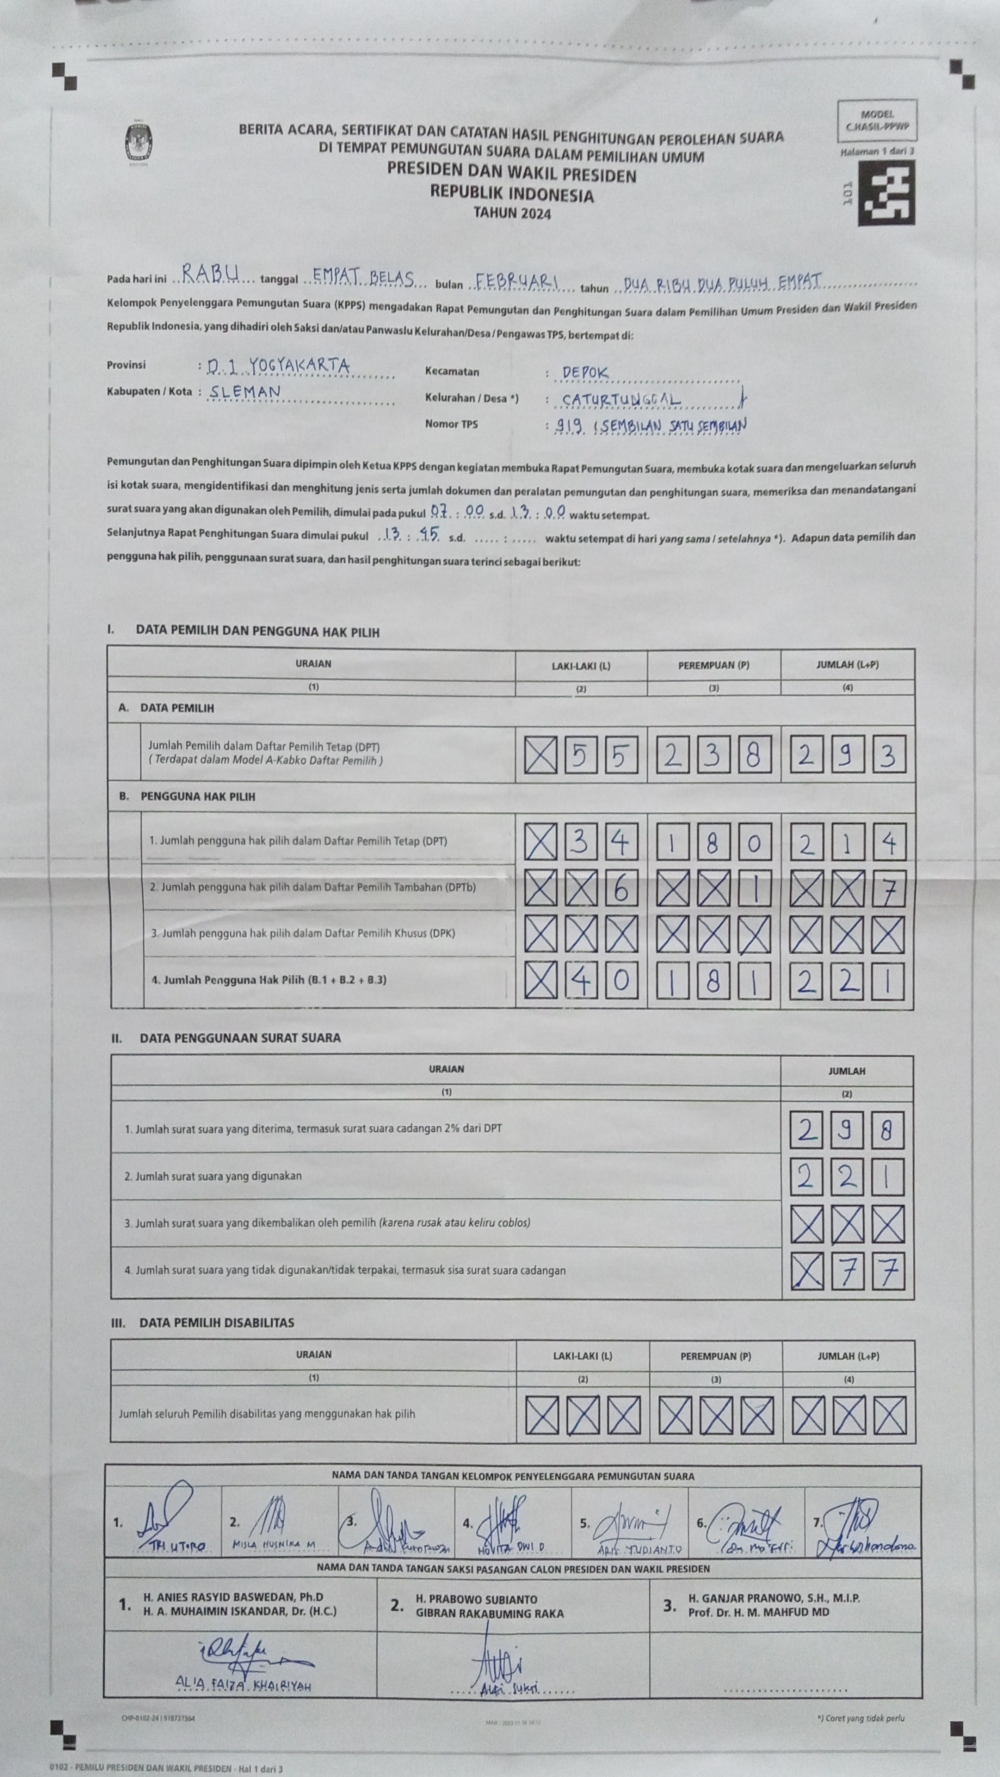 MODEL
C.HASIL-PPWP
Halaman 1 dari 3
101
BERITA ACARA, SERTIFIKAT DAN CATATAN HASIL PENGHITUNGAN PEROLEHAN SUARA
DI TEMPAT PEMUNGUTAN SUARA DALAM PEMILIHAN UMUM
PRESIDEN DAN WAKIL PRESIDEN
REPUBLIK INDONESIA
TAHUN 2024
Pada hari ini RABU tanggal EMPAT BELAS bulan FEBRUARI tahun DUA RIBU DUA PULUH EMPAT
Kelompok Penyelenggara Pemungutan Suara (KPPS) mengadakan Rapat Pemungutan dan Penghitungan Suara dalam Pemilihan Umum Presiden dan Wakil Presiden
Republik Indonesia, yang dihadiri oleh Saksi dan/atau Panwaslu Kelurahan/Desa/Pengawas TPS, bertempat di:
Provinsi : D.I. YOGYAKARTA Kecamatan : DEPOK
Kabupaten / Kota : SLEMAN Kelurahan / Desa *) : CATURTUNGGAL
Nomor TPS : 919 (SEMBILAN SATU SEMBILAN
Pemungutan dan Penghitungan Suara dipimpin oleh Ketua KPPS dengan kegiatan membuka Rapat Pemungutan Suara, membuka kotak suara dan mengeluarkan seluruh
isi kotak suara, mengidentifikasi dan menghitung jenis serta jumlah dokumen dan peralatan pemungutan dan penghitungan suara, memeriksa dan menandatangani
surat suara yang akan digunakan oleh Pemilih, dimulai pada pukul 07 : 00 s.d. 13 : 00 waktu setempat.
Selanjutnya Rapat Penghitungan Suara dimulai pukul 13 : 45 s.d. ..... : ..... waktu setempat di hari yang sama / setelahnya *). Adapun data pemilih dan
pengguna hak pilih, penggunaan surat suara, dan hasil penghitungan suara terinci sebagai berikut:
I. DATA PEMILIH DAN PENGGUNA HAK PILIH
URAIAN LAKI-LAKI (L) PEREMPUAN (P) JUMLAH (L+P)
(1) (2) (3) (4)
A. DATA PEMILIH
Jumlah Pemilih dalam Daftar Pemilih Tetap (DPT) X 5 5 2 3 8 2 9 3
( Terdapat dalam Model A-Kabko Daftar Pemilih )
B. PENGGUNA HAK PILIH
1. Jumlah pengguna hak pilih dalam Daftar Pemilih Tetap (DPT) X 3 4 1 8 0 2 1 4
2. Jumlah pengguna hak pilih dalam Daftar Pemilih Tambahan (DPTb) X X 6 X X 1 X X 7
3. Jumlah pengguna hak pilih dalam Daftar Pemilih Khusus (DPK) X X X X X X X X X
4. Jumlah Pengguna Hak Pilih (B.1 + B.2 + B.3) X 4 0 1 8 1 2 2 1
II. DATA PENGGUNAAN SURAT SUARA
URAIAN JUMLAH
(1) (2)
1. Jumlah surat suara yang diterima, termasuk surat suara cadangan 2% dari DPT 2 9 8
2. Jumlah surat suara yang digunakan 2 2 1
3. Jumlah surat suara yang dikembalikan oleh pemilih (karena rusak atau keliru coblos) X X X
4. Jumlah surat suara yang tidak digunakan/tidak terpakai, termasuk sisa surat suara cadangan X 7 7
III. DATA PEMILIH DISABILITAS
URAIAN LAKI-LAKI (L) PEREMPUAN (P) JUMLAH (L+P)
(1) (2) (3) (4)
Jumlah seluruh Pemilih disabilitas yang menggunakan hak pilih X X X X X X X X X
NAMA DAN TANDA TANGAN KELOMPOK PENYELENGGARA PEMUNGUTAN SUARA
1. 2. 3. 4. 5. 6. 7.
TRI UTORO MISLA HUSNIKA M NOVITA DWI D ARIS YUDIANTO
NAMA DAN TANDA TANGAN SAKSI PASANGAN CALON PRESIDEN DAN WAKIL PRESIDEN
1. H. ANIES RASYID BASWEDAN, Ph.D
H. A. MUHAIMIN ISKANDAR, Dr. (H.C.)
2. H. PRABOWO SUBIANTO
GIBRAN RAKABUMING RAKA
3. H. GANJAR PRANOWO, S.H., M.I.P.
Prof. Dr. H. M. MAHFUD MD
ALIA FAIZA KHAIRIYAH
CHP-0102-24 | 918727364
*) Coret yang tidak perlu
0102 - PEMILU PRESIDEN DAN WAKIL PRESIDEN - Hal 1 dari 3